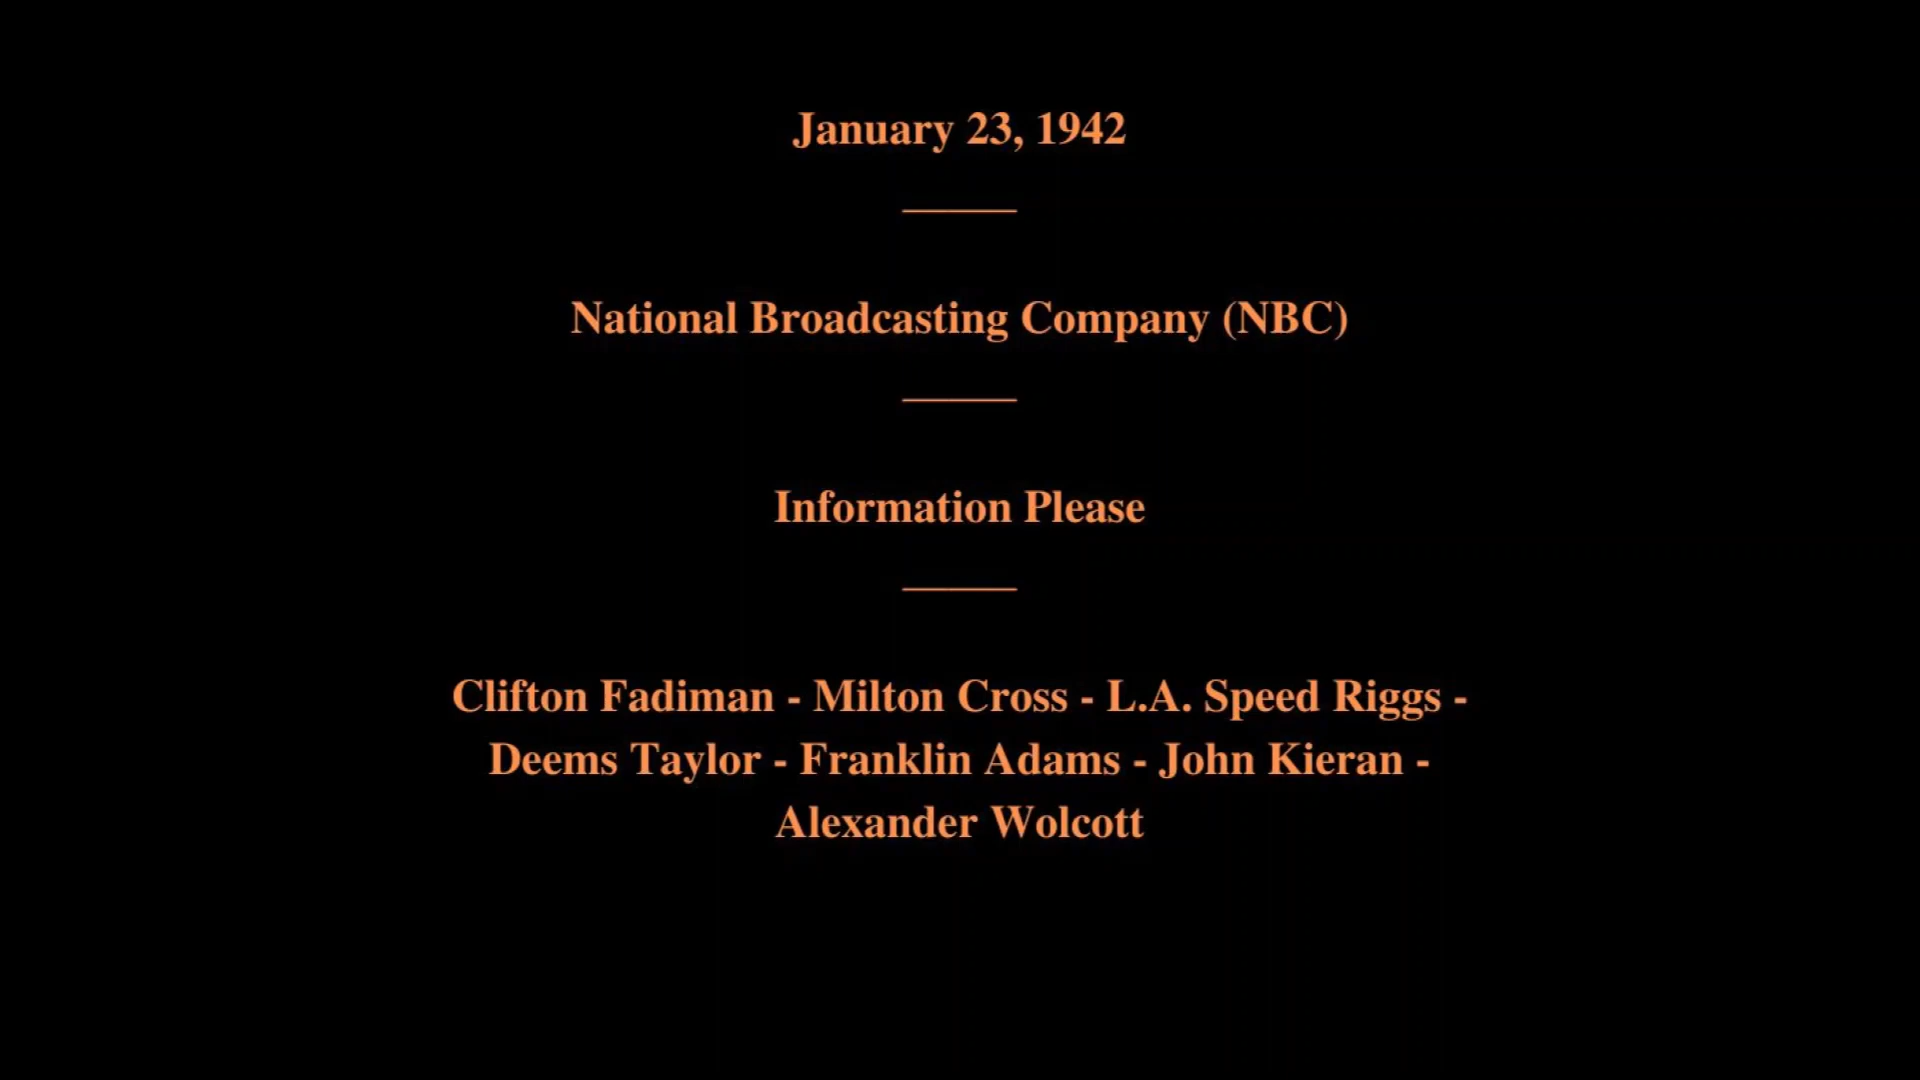 January 23, 1942
National Broadcasting Company (NBC)
Information Please
Clifton Fadiman - Milton Cross - L.A. Speed Riggs -
Deems Taylor - Franklin Adams - John Kieran -
Alexander Wolcott